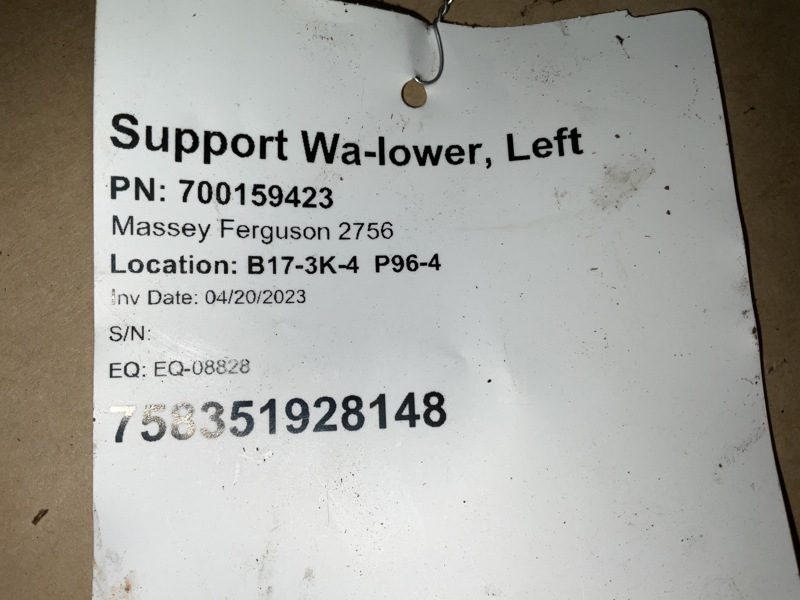 Support Wa-lower, Left
PN: 700159423
Massey Ferguson 2756
Location: B17-3K-4 P96-4
Inv Date: 04/20/2023
S/N:
EQ: EQ-08828
758351928148